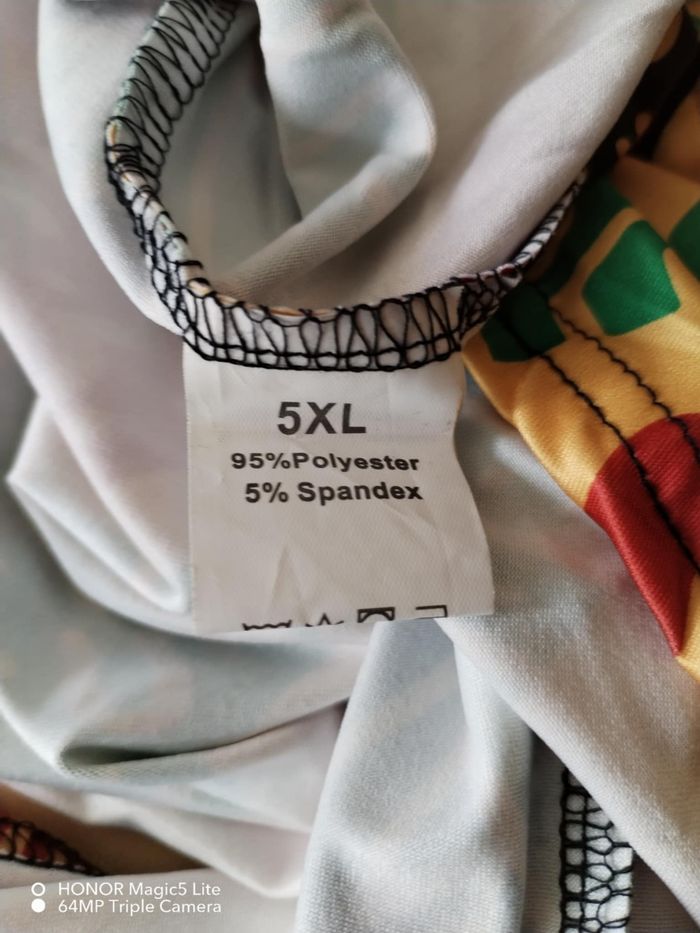 5XL
95%Polyester
5% Spandex
HONOR Magic5 Lite
64MP Triple Camera